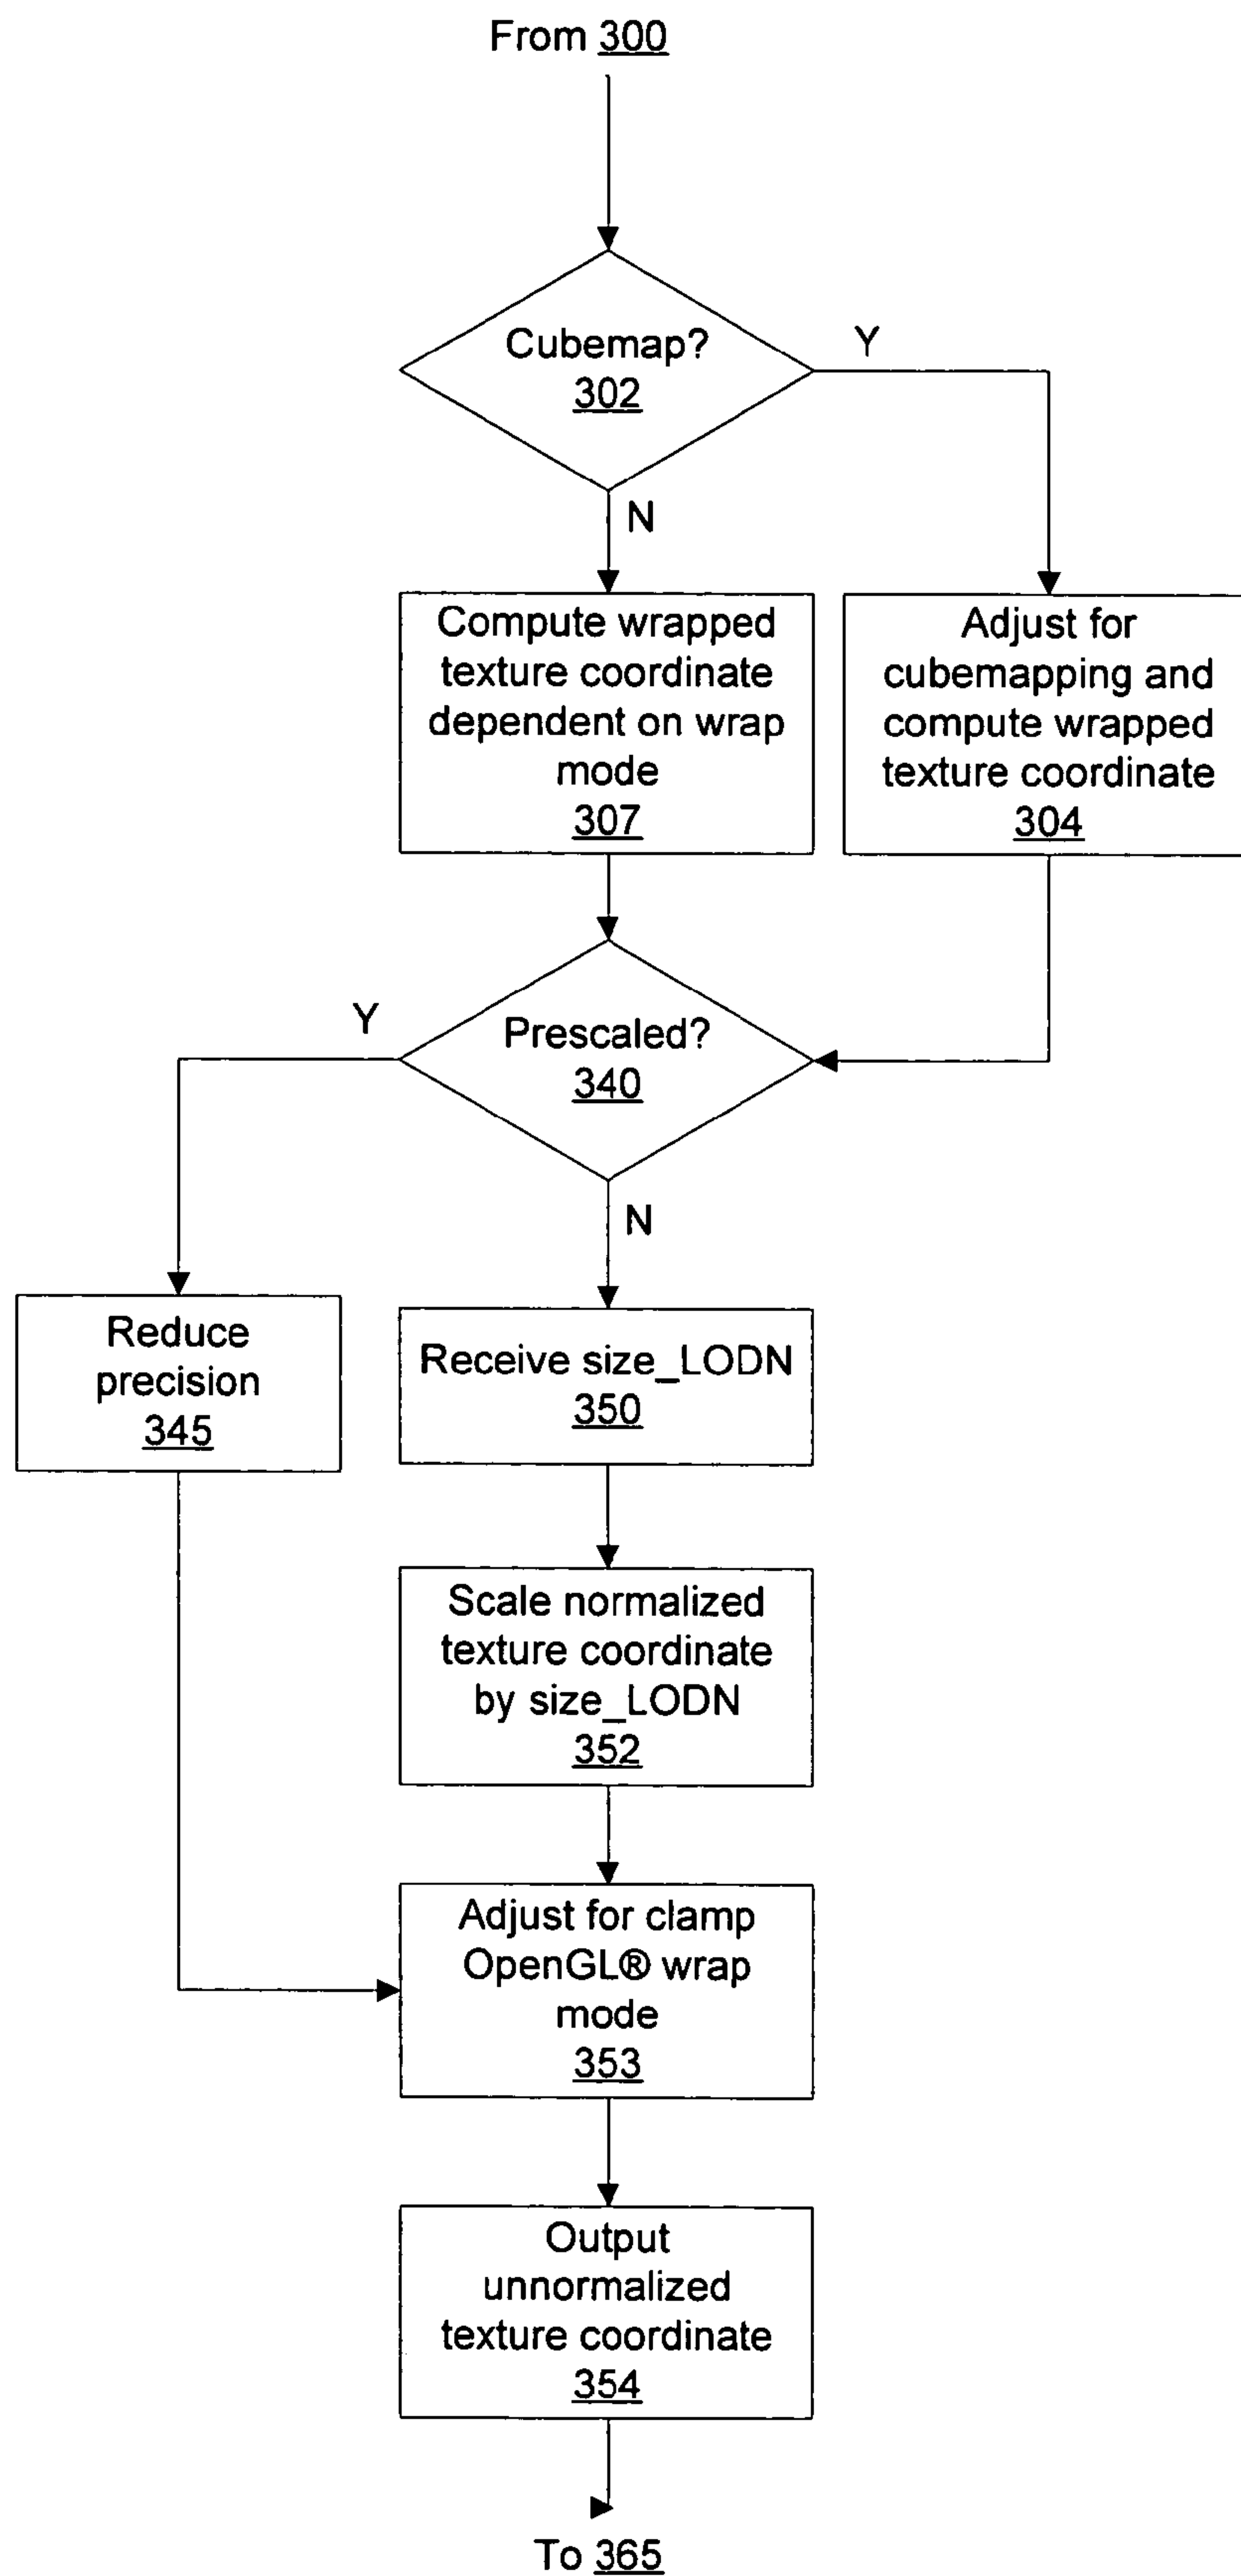 From 300
Cubemap?
302
Y
N
Compute wrapped
texture coordinate
dependent on wrap
mode
307
Adjust for
cubemapping and
compute wrapped
texture coordinate
304
Prescaled?
340
Y
N
Reduce
precision
345
Receive size_LODN
350
Scale normalized
texture coordinate
by size_LODN
352
Adjust for clamp
OpenGL® wrap
mode
353
Output
unnormalized
texture coordinate
354
To 365